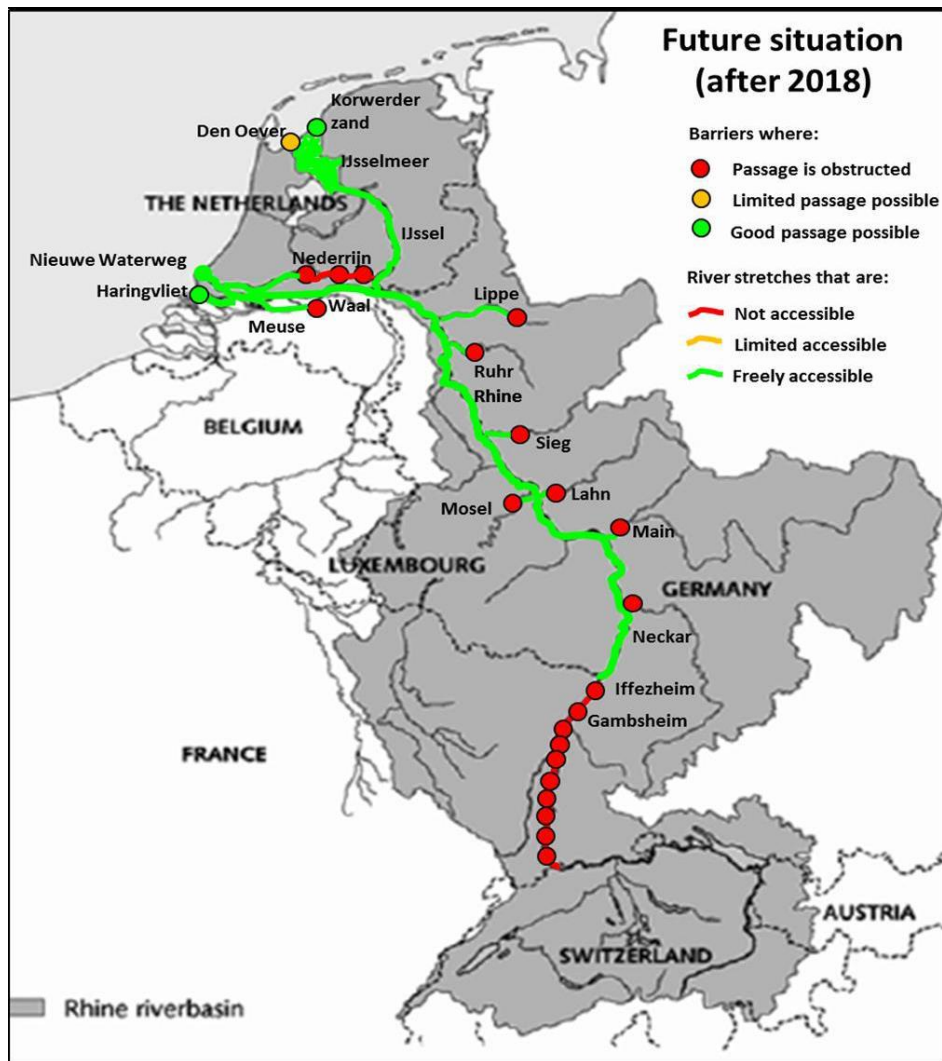 Future situation
(after 2018)
Korwerder
zand
Den Oever
Barriers where:
IJsselmeer
Passage is obstructed
THE NETHERLANDS
Limited passage possible
IJssel
Good passage possible
Nieuwe Waterweg
Nederrijn
River stretches that are:
Haringvliet
Lippe
Waal
Not accessible
Meuse
Limited accessible
Ruhr
Freely accessible
Rhine
BELGIUM
Sieg
Lahn
Mosel
Main
LUXEMBOURG
GERMANY
Neckar
Iffezheim
Gambsheim
FRANCE
AUSTRIA
SWITZERLAND
Rhine riverbasin